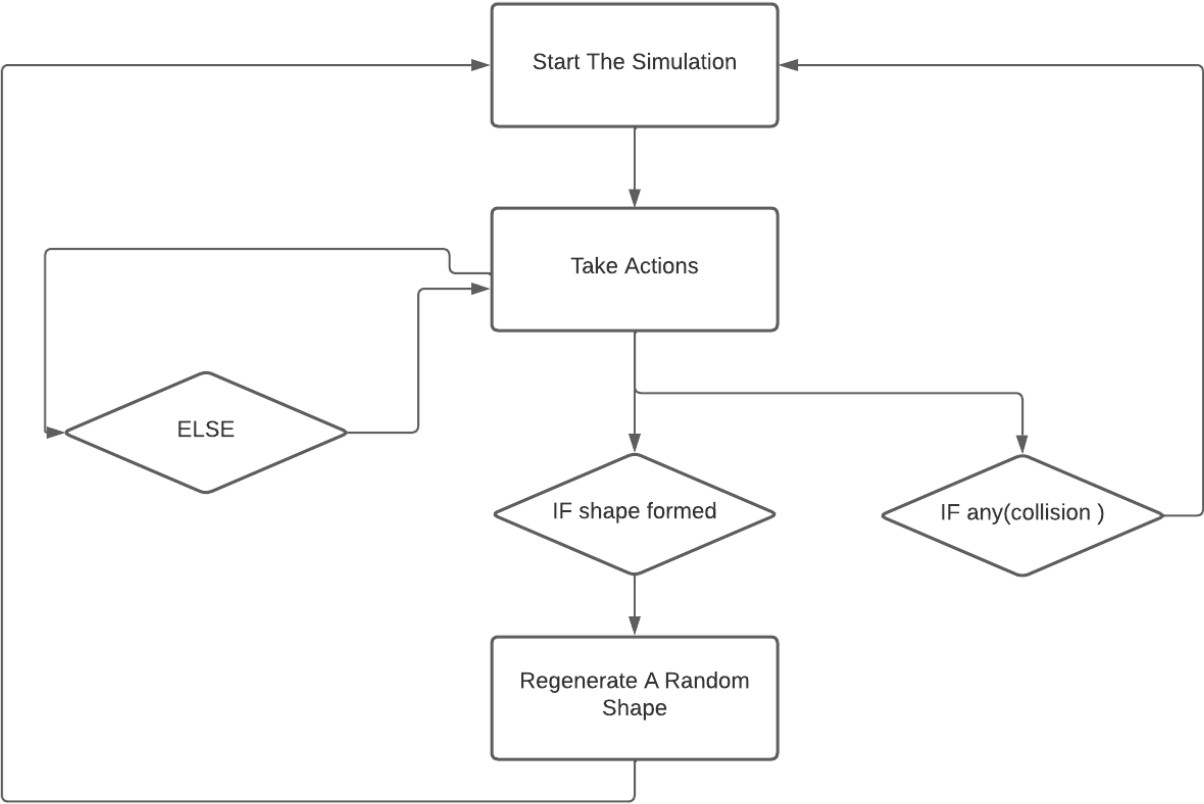 Start The Simulation
Take Actions
ELSE
IF shape formed
IF any(collision )
Regenerate A Random
Shape